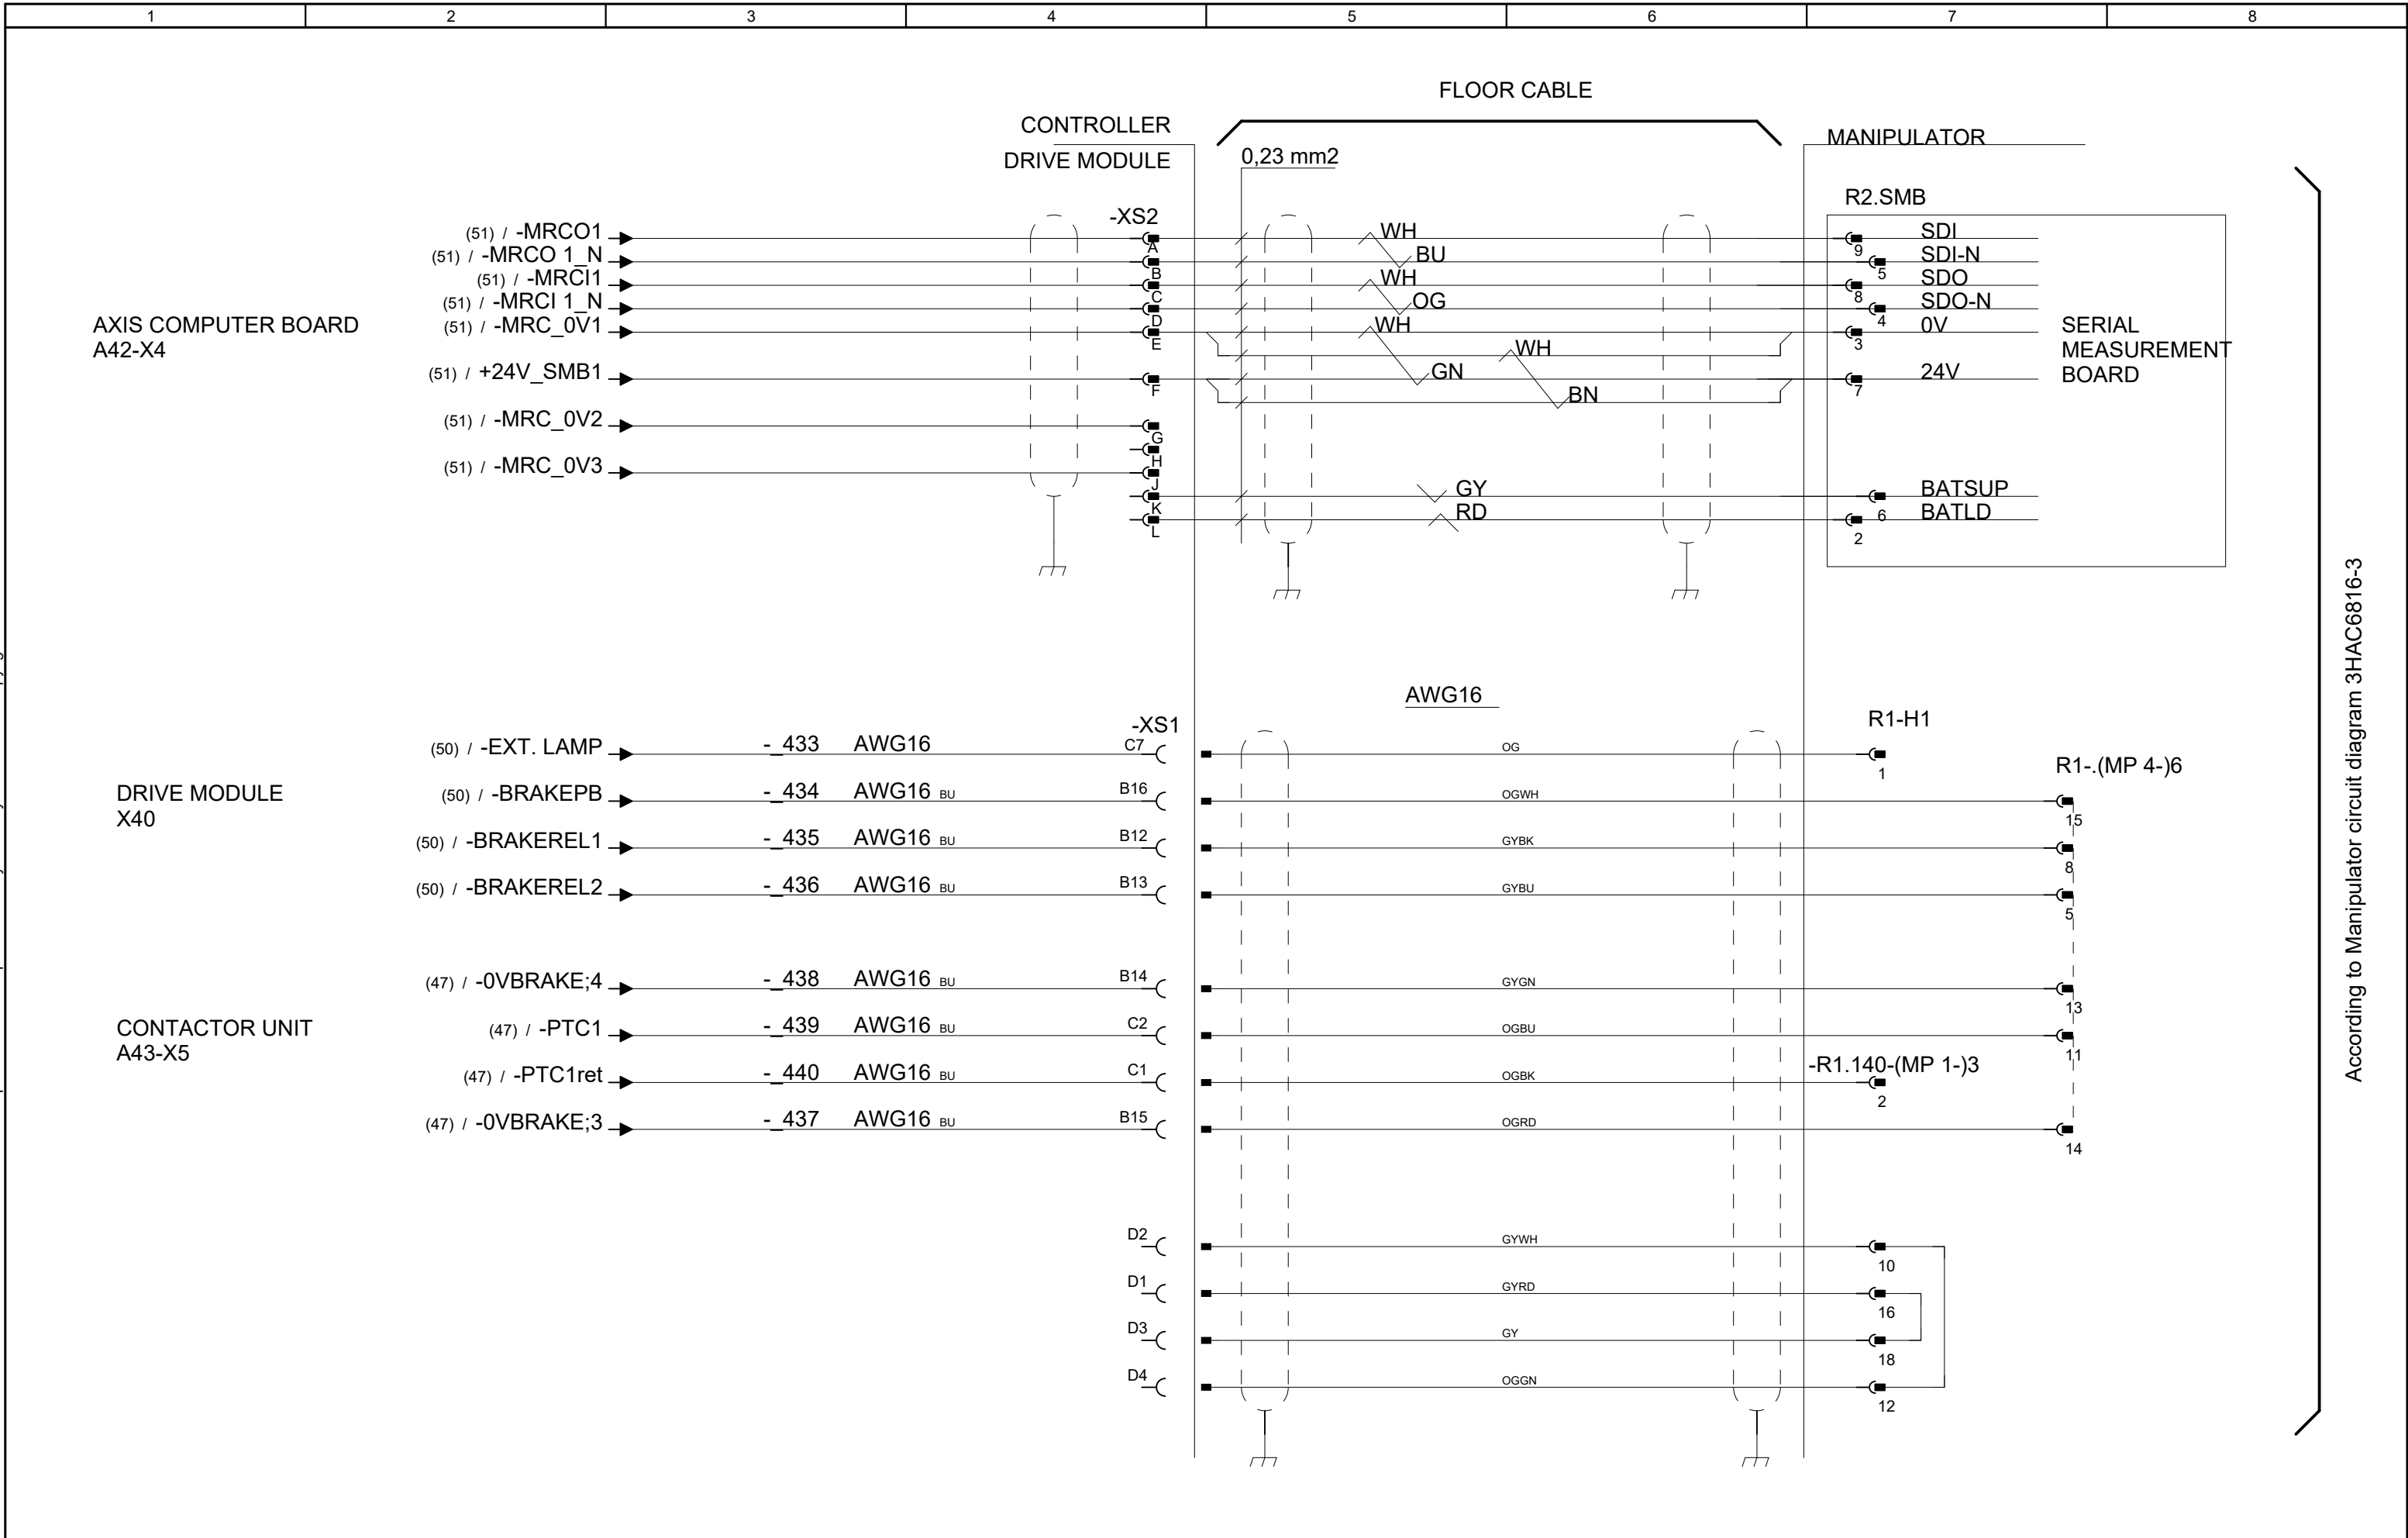 1 2 3 4 5 6 7 8
FLOOR CABLE
CONTROLLER
DRIVE MODULE
0,23 mm2
MANIPULATOR
R2.SMB
-XS2
(51) / -MRCO1 A WH 9 SDI
(51) / -MRCO 1_N B BU 5 SDI-N
(51) / -MRCI1 C WH 8 SDO
(51) / -MRCI 1_N D OG 4 SDO-N
(51) / -MRC_0V1 E WH 3 0V
WH
(51) / +24V_SMB1 F GN 7 24V
BN
(51) / -MRC_0V2 G
H
(51) / -MRC_0V3 J
K GY 6 BATSUP
L RD 2 BATLD
AXIS COMPUTER BOARD
A42-X4
SERIAL
MEASUREMENT
BOARD
AWG16
-XS1
R1-H1
R1-.(MP 4-)6
(50) / -EXT. LAMP -_433 AWG16 C7 OG 1
DRIVE MODULE
X40
(50) / -BRAKEPB -_434 AWG16 BU B16 OGWH 15
(50) / -BRAKEREL1 -_435 AWG16 BU B12 GYBK 8
(50) / -BRAKEREL2 -_436 AWG16 BU B13 GYBU 5
(47) / -0VBRAKE;4 -_438 AWG16 BU B14 GYGN 13
CONTACTOR UNIT
A43-X5
(47) / -PTC1 -_439 AWG16 BU C2 OGBU 11
-R1.140-(MP 1-)3
(47) / -PTC1ret -_440 AWG16 BU C1 OGBK 2
(47) / -0VBRAKE;3 -_437 AWG16 BU B15 OGRD 14
D2 GYWH 10
D1 GYRD 16
D3 GY 18
D4 OGGN 12
According to Manipulator circuit diagram 3HAC6816-3